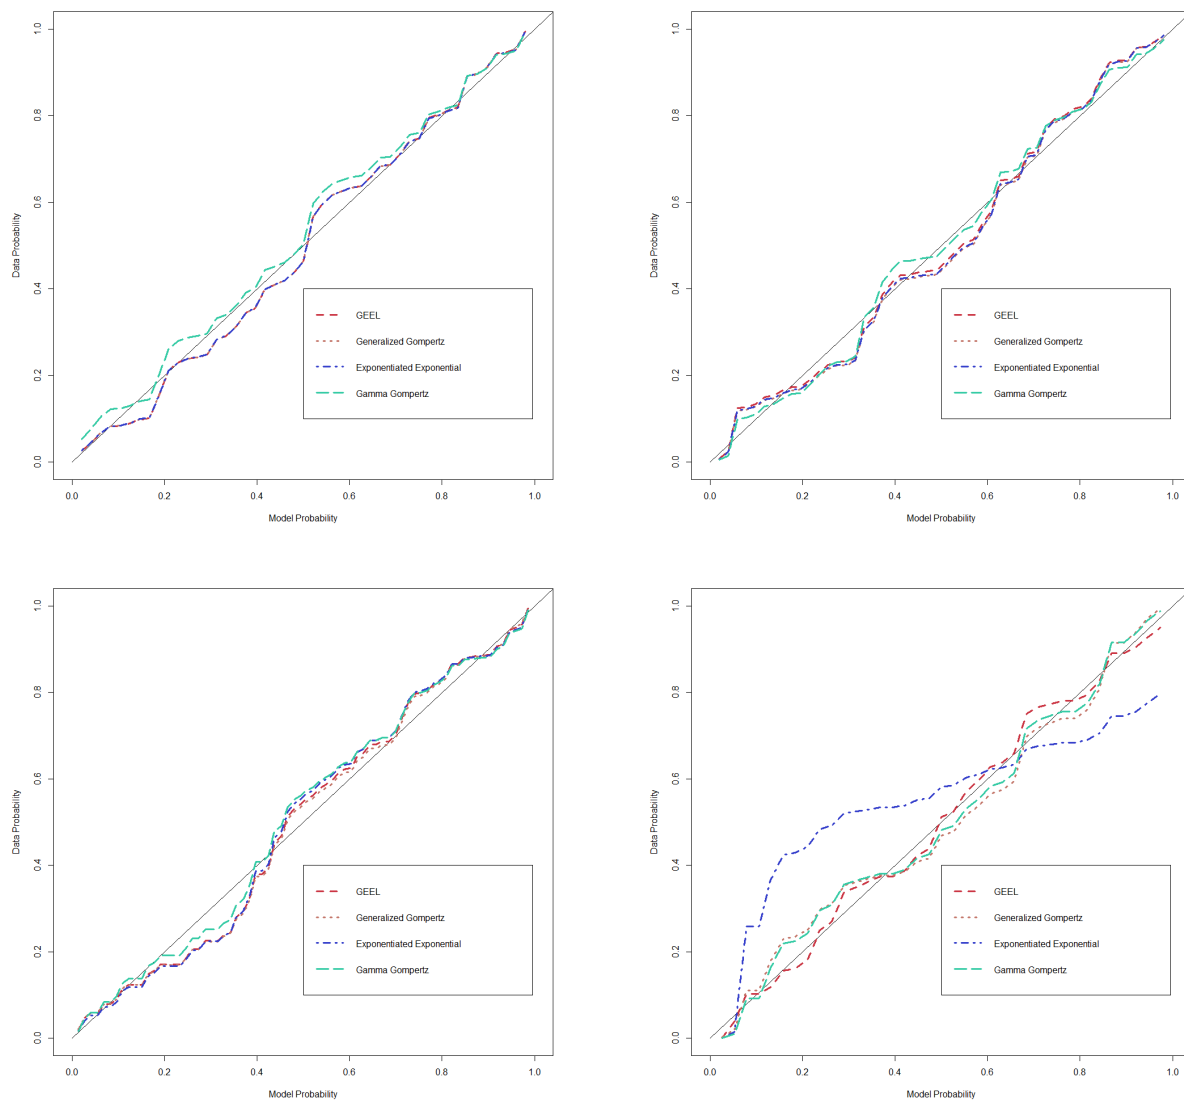 1.0
0.8
0.6
0.4
0.2
0.0
Data Probability
GEEL
Generalized Gompertz
Exponentiated Exponential
Gamma Gompertz
0.0 0.2 0.4 0.6 0.8 1.0
Model Probability
1.0
0.8
0.6
0.4
0.2
0.0
Data Probability
GEEL
Generalized Gompertz
Exponentiated Exponential
Gamma Gompertz
0.0 0.2 0.4 0.6 0.8 1.0
Model Probability
1.0
0.8
0.6
0.4
0.2
0.0
Data Probability
GEEL
Generalized Gompertz
Exponentiated Exponential
Gamma Gompertz
0.0 0.2 0.4 0.6 0.8 1.0
Model Probability
1.0
0.8
0.6
0.4
0.2
0.0
Data Probability
GEEL
Generalized Gompertz
Exponentiated Exponential
Gamma Gompertz
0.0 0.2 0.4 0.6 0.8 1.0
Model Probability